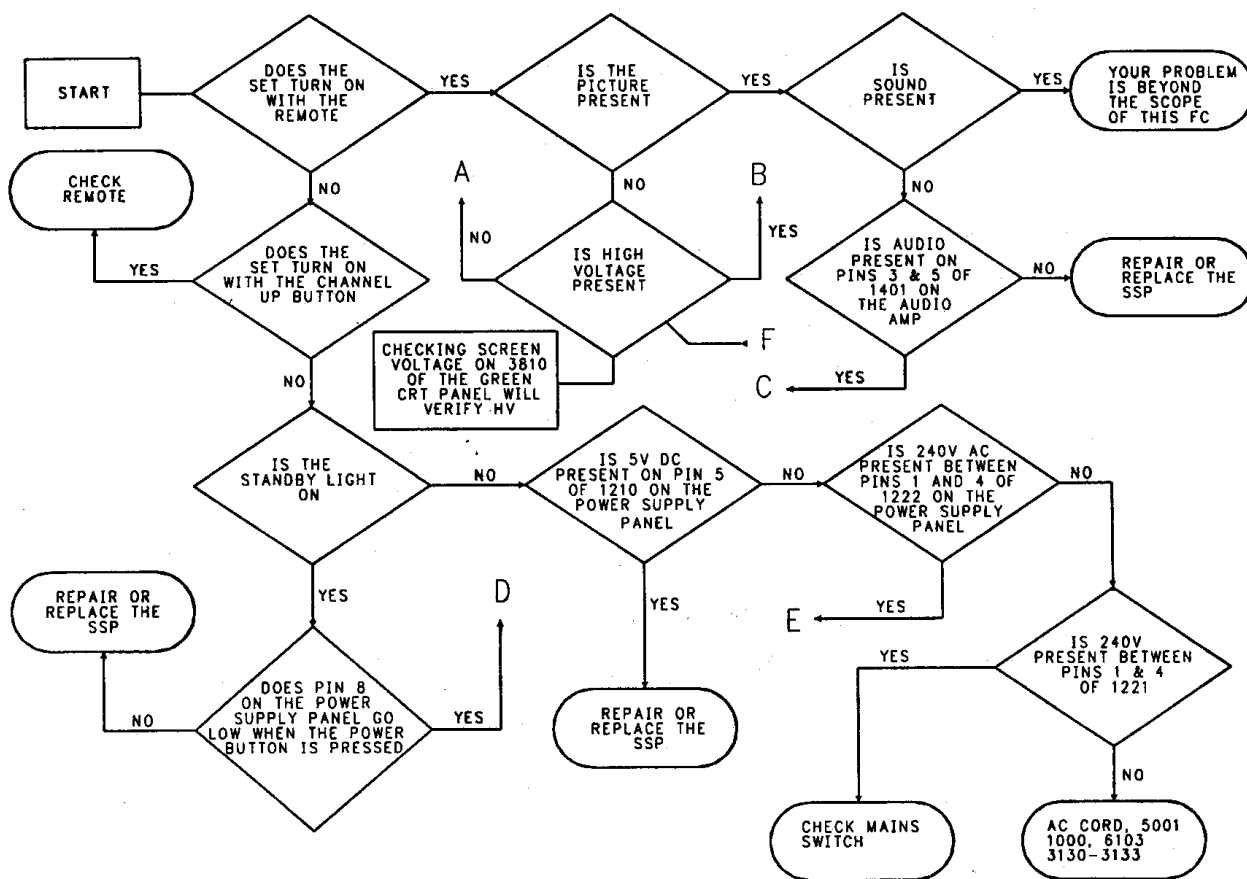 START
DOES THE
SET TURN ON
WITH THE
REMOTE
YES
IS THE
PICTURE
PRESENT
YES
IS
SOUND
PRESENT
YES
YOUR PROBLEM
IS BEYOND
THE SCOPE
OF THIS FC
CHECK
REMOTE
NO
A
NO
B
NO
YES
DOES THE
SET TURN ON
WITH THE CHANNEL
UP BUTTON
NO
IS HIGH
VOLTAGE
PRESENT
YES
IS AUDIO
PRESENT ON
PINS 3 & 5 OF
1401 ON
THE AUDIO
AMP
NO
REPAIR OR
REPLACE THE
SSP
F
CHECKING SCREEN
VOLTAGE ON 3810
OF THE GREEN
CRT PANEL WILL
VERIFY HV
NO
YES
C
IS THE
STANDBY LIGHT
ON
NO
IS 5V DC
PRESENT ON PIN 5
OF 1210 ON THE
POWER SUPPLY
PANEL
NO
IS 240V AC
PRESENT BETWEEN
PINS 1 AND 4 OF
1222 ON THE
POWER SUPPLY
PANEL
NO
REPAIR OR
REPLACE THE
SSP
YES
D
YES
YES
E
IS 240V
PRESENT BETWEEN
PINS 1 & 4
OF 1221
YES
DOES PIN 8
ON THE POWER
SUPPLY PANEL GO
LOW WHEN THE POWER
BUTTON IS PRESSED
NO
YES
REPAIR OR
REPLACE THE
SSP
NO
CHECK MAINS
SWITCH
AC CORD, 5001
1000, 6103
3130-3133